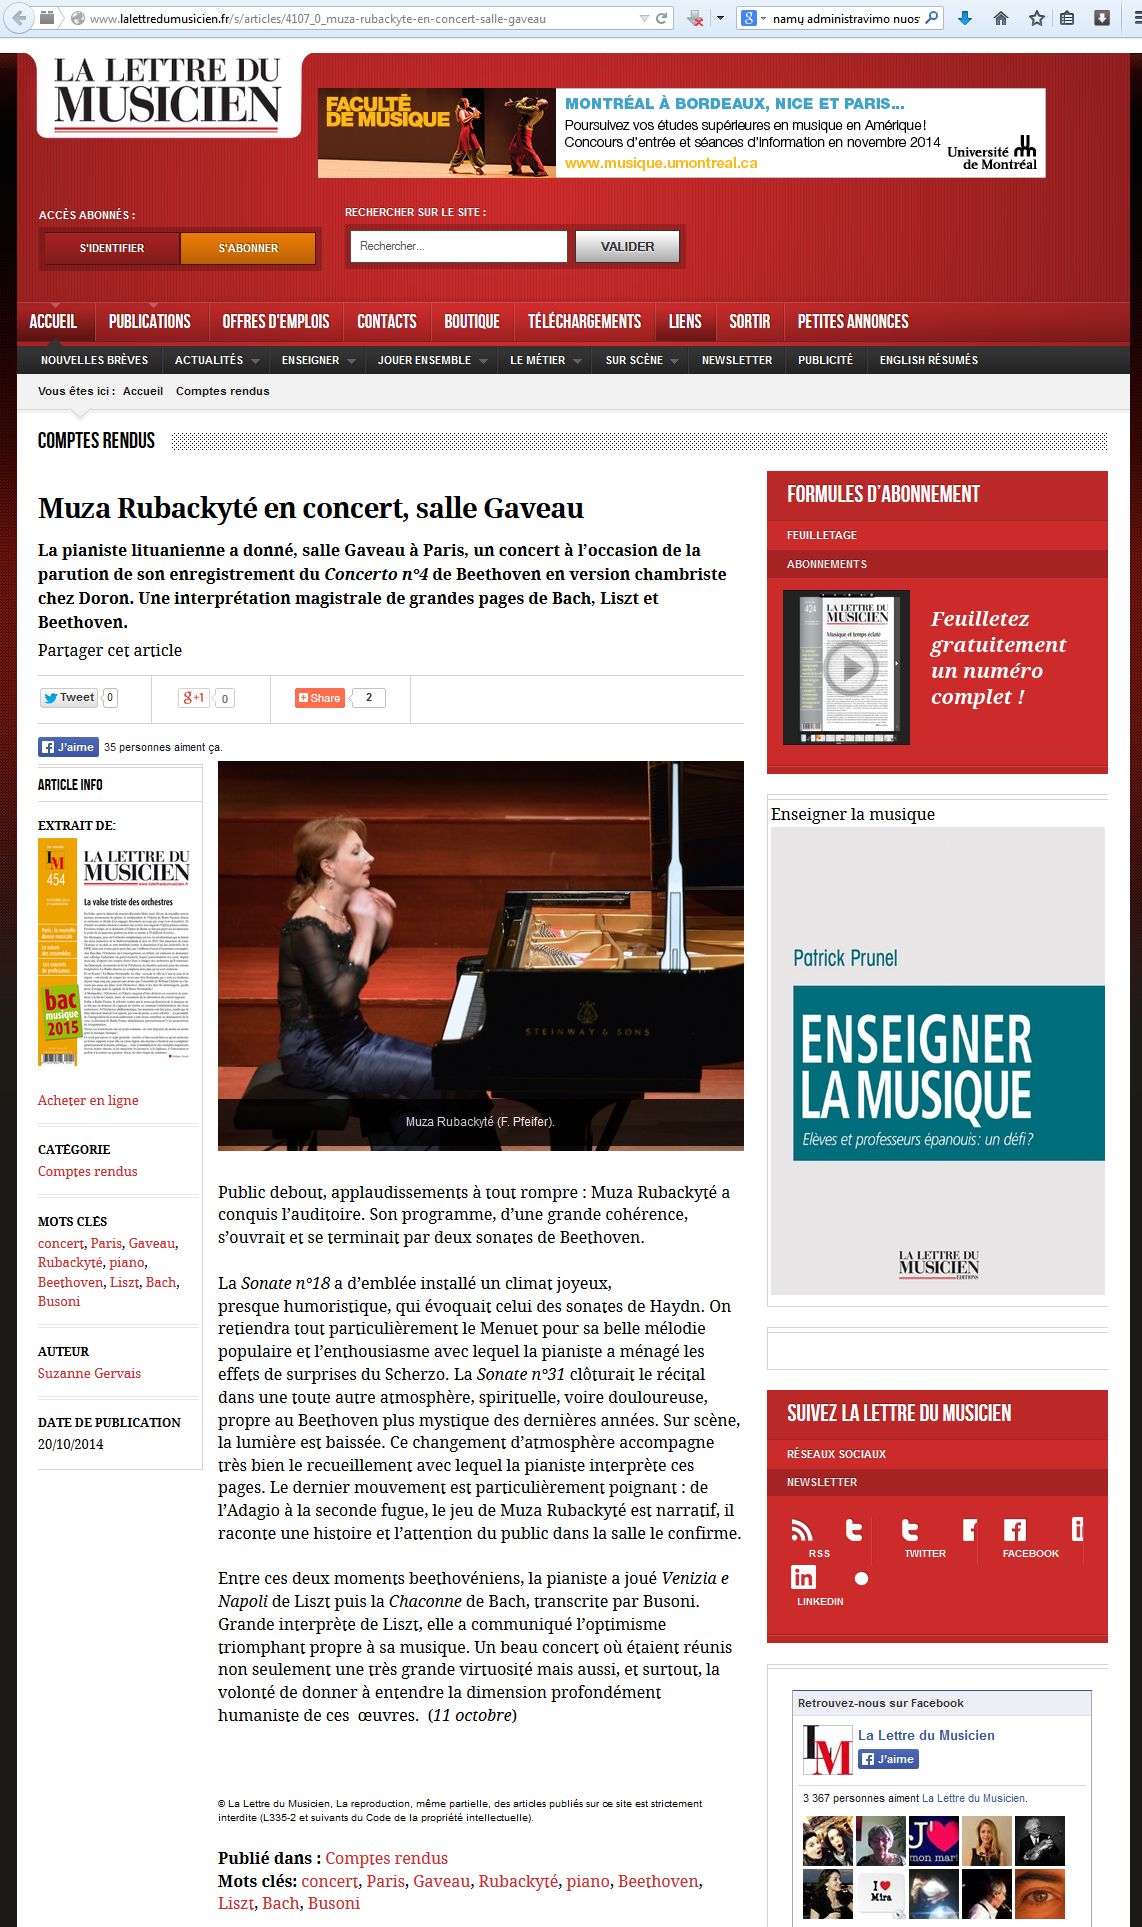 www.lalettredumusicien.fr/s/articles/4107_0_muza-rubackyte-en-concert-salle-gaveau
namų administravimo nuos
LA LETTRE DU
MUSICIEN
FACULTÉ
DE MUSIQUE
MONTRÉAL À BORDEAUX, NICE ET PARIS...
Poursuivez vos études supérieures en musique en Amérique!
Concours d'entrée et séances d'information en novembre 2014
www.musique.umontreal.ca
Université
de Montréal
ACCÈS ABONNÉS :
S'IDENTIFIER
S'ABONNER
RECHERCHER SUR LE SITE :
Rechercher...
VALIDER
ACCUEIL PUBLICATIONS OFFRES D'EMPLOIS CONTACTS BOUTIQUE TÉLÉCHARGEMENTS LIENS SORTIR PETITES ANNONCES
NOUVELLES BRÈVES ACTUALITÉS ENSEIGNER JOUER ENSEMBLE LE MÉTIER SUR SCÈNE NEWSLETTER PUBLICITÉ ENGLISH RÉSUMÉS
Vous êtes ici : Accueil Comptes rendus
COMPTES RENDUS
Muza Rubackyté en concert, salle Gaveau
La pianiste lituanienne a donné, salle Gaveau à Paris, un concert à l'occasion de la
parution de son enregistrement du Concerto n°4 de Beethoven en version chambriste
chez Doron. Une interprétation magistrale de grandes pages de Bach, Liszt et
Beethoven.
Partager cet article
Tweet 0
g+1 0
Share 2
J'aime 35 personnes aiment ça.
ARTICLE INFO
EXTRAIT DE:
LM
454
LA LETTRE DU
MUSICIEN
La valse triste des orchestres
bac
musique
2015
Acheter en ligne
CATÉGORIE
Comptes rendus
MOTS CLÉS
concert, Paris, Gaveau,
Rubackyté, piano,
Beethoven, Liszt, Bach,
Busoni
AUTEUR
Suzanne Gervais
DATE DE PUBLICATION
20/10/2014
STEINWAY & SONS
Muza Rubackyté (F. Pfeifer).
Public debout, applaudissements à tout rompre : Muza Rubackyté a
conquis l'auditoire. Son programme, d'une grande cohérence,
s'ouvrait et se terminait par deux sonates de Beethoven.
La Sonate n°18 a d'emblée installé un climat joyeux,
presque humoristique, qui évoquait celui des sonates de Haydn. On
retiendra tout particulièrement le Menuet pour sa belle mélodie
populaire et l'enthousiasme avec lequel la pianiste a ménagé les
effets de surprises du Scherzo. La Sonate n°31 clôturait le récital
dans une toute autre atmosphère, spirituelle, voire douloureuse,
propre au Beethoven plus mystique des dernières années. Sur scène,
la lumière est baissée. Ce changement d'atmosphère accompagne
très bien le recueillement avec lequel la pianiste interprète ces
pages. Le dernier mouvement est particulièrement poignant : de
l'Adagio à la seconde fugue, le jeu de Muza Rubackyté est narratif, il
raconte une histoire et l'attention du public dans la salle le confirme.
Entre ces deux moments beethovéniens, la pianiste a joué Venizia e
Napoli de Liszt puis la Chaconne de Bach, transcrite par Busoni.
Grande interprète de Liszt, elle a communiqué l'optimisme
triomphant propre à sa musique. Un beau concert où étaient réunis
non seulement une très grande virtuosité mais aussi, et surtout, la
volonté de donner à entendre la dimension profondément
humaniste de ces œuvres. (11 octobre)
© La Lettre du Musicien, La reproduction, même partielle, des articles publiés sur ce site est strictement
interdite (L335-2 et suivants du Code de la propriété intellectuelle).
Publié dans : Comptes rendus
Mots clés: concert, Paris, Gaveau, Rubackyté, piano, Beethoven,
Liszt, Bach, Busoni
FORMULES D'ABONNEMENT
FEUILLETAGE
ABONNEMENTS
424
LA LETTRE DU
MUSICIEN
Musique et temps éclaté
Feuilletez
gratuitement
un numéro
complet !
Enseigner la musique
Patrick Prunel
ENSEIGNER
LA MUSIQUE
Elèves et professeurs épanouis : un défi ?
LA LETTRE DU
MUSICIEN
EDITIONS
SUIVEZ LA LETTRE DU MUSICIEN
RÉSEAUX SOCIAUX
NEWSLETTER
RSS TWITTER FACEBOOK
LINKEDIN
Retrouvez-nous sur Facebook
LM
La Lettre du Musicien
J'aime
3 367 personnes aiment La Lettre du Musicien.
J'
mon mari
I
Mira